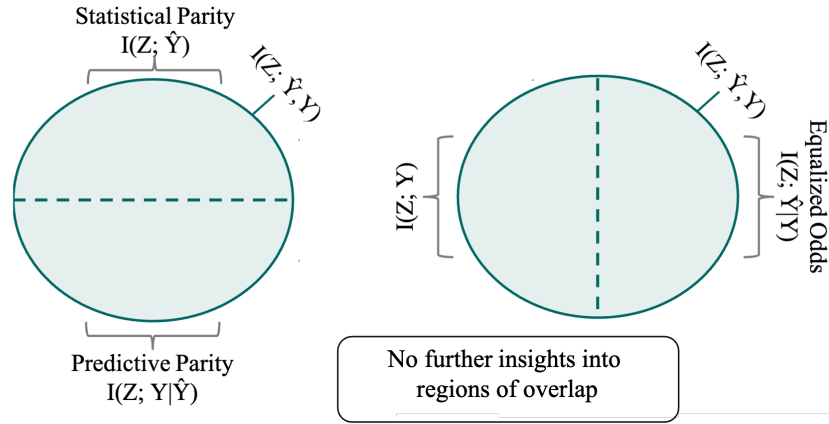 Statistical Parity
I(Z; Ŷ)
I(Z; Ŷ,Y)
Predictive Parity
I(Z; Y|Ŷ)
I(Z; Y)
I(Z; Ŷ,Y)
Equalized Odds
I(Z; Ŷ|Y)
No further insights into
regions of overlap